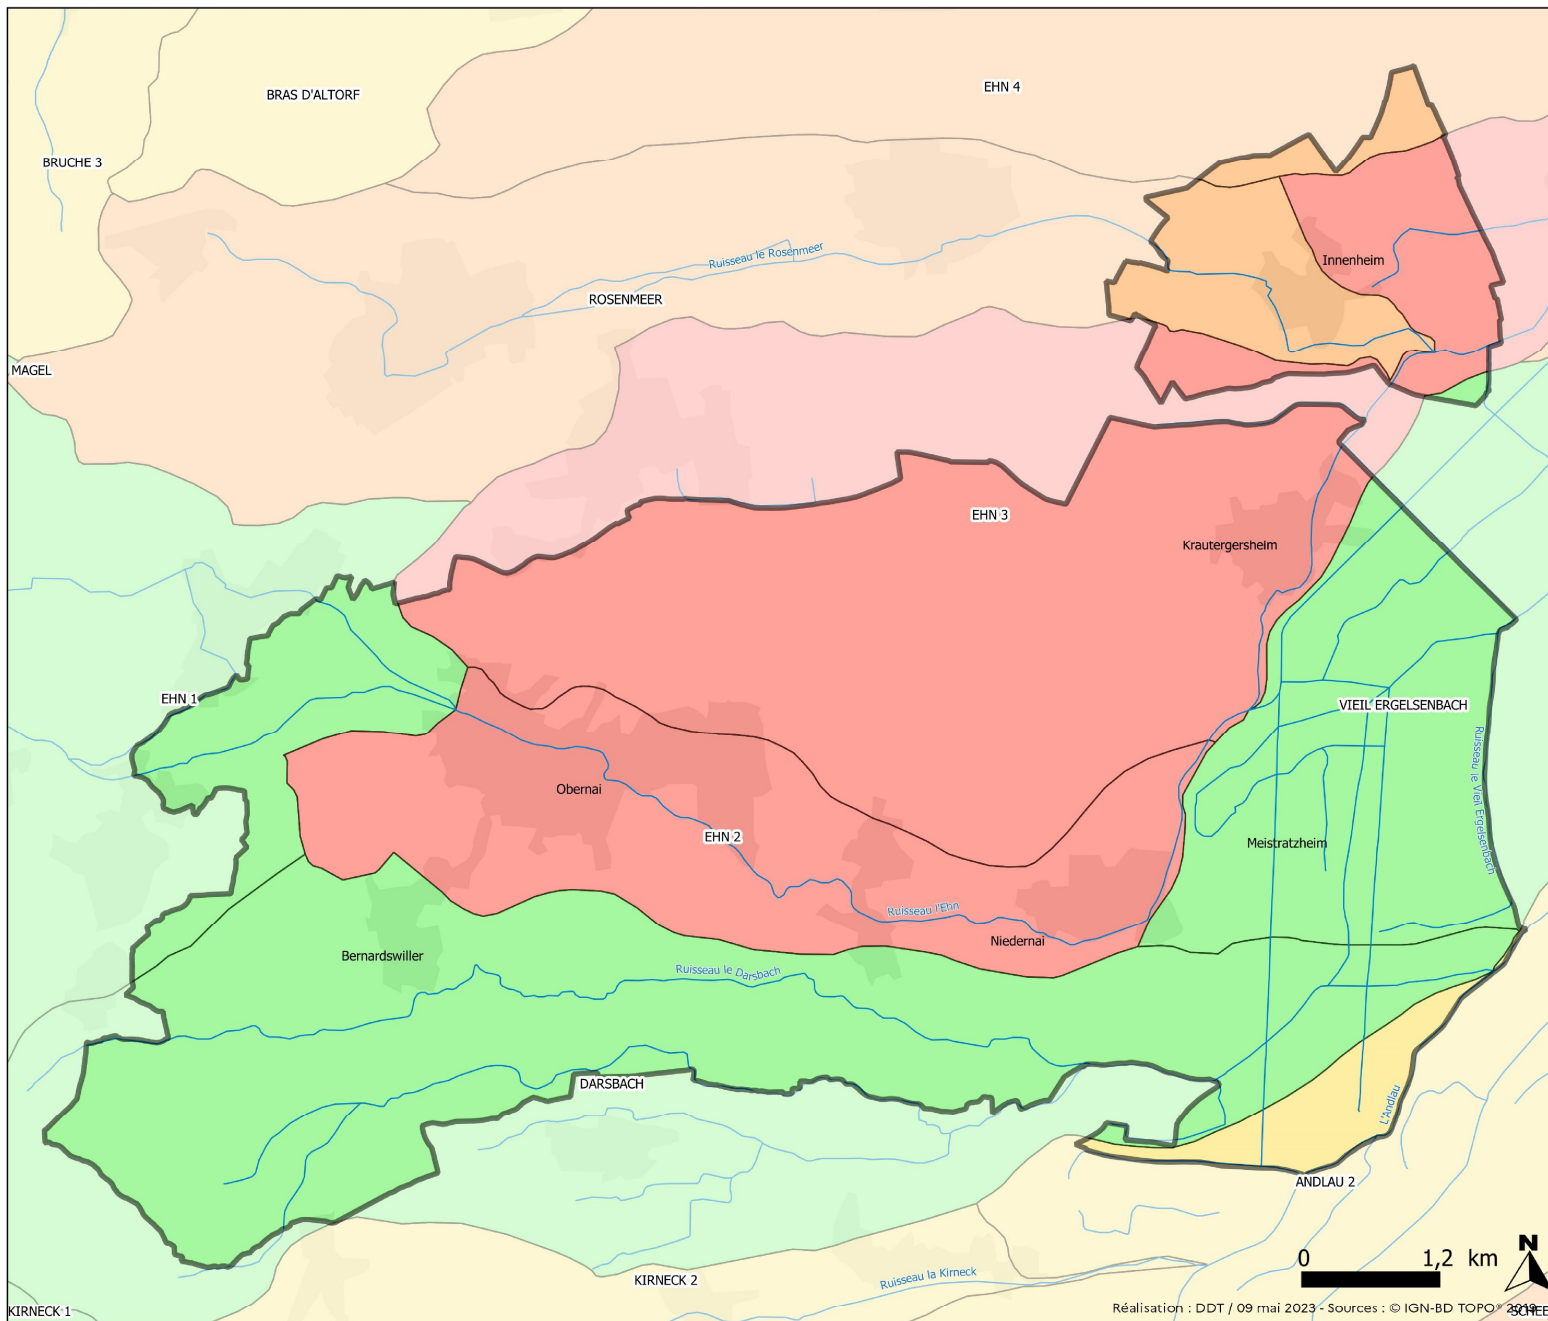 EHN 4
BRAS D'ALTORF
BRUCHE 3
Ruisseau le Rosenmeer
Innenheim
ROSENMEER
MAGEL
EHN 3
Krautergersheim
EHN 1
VIEIL ERGELSENBACH
Ruisseau le Vieil Ergelsenbach
Obernai
EHN 2
Meistratzheim
Ruisseau l'Ehn
Niedernai
Bernardswiller
Ruisseau le Darsbach
DARSBACH
L'Andlau
ANDLAU 2
N
0 1,2 km
KIRNECK 2
Ruisseau la Kirneck
KIRNECK 1
Réalisation : DDT / 09 mai 2023 - Sources : © IGN-BD TOPO®